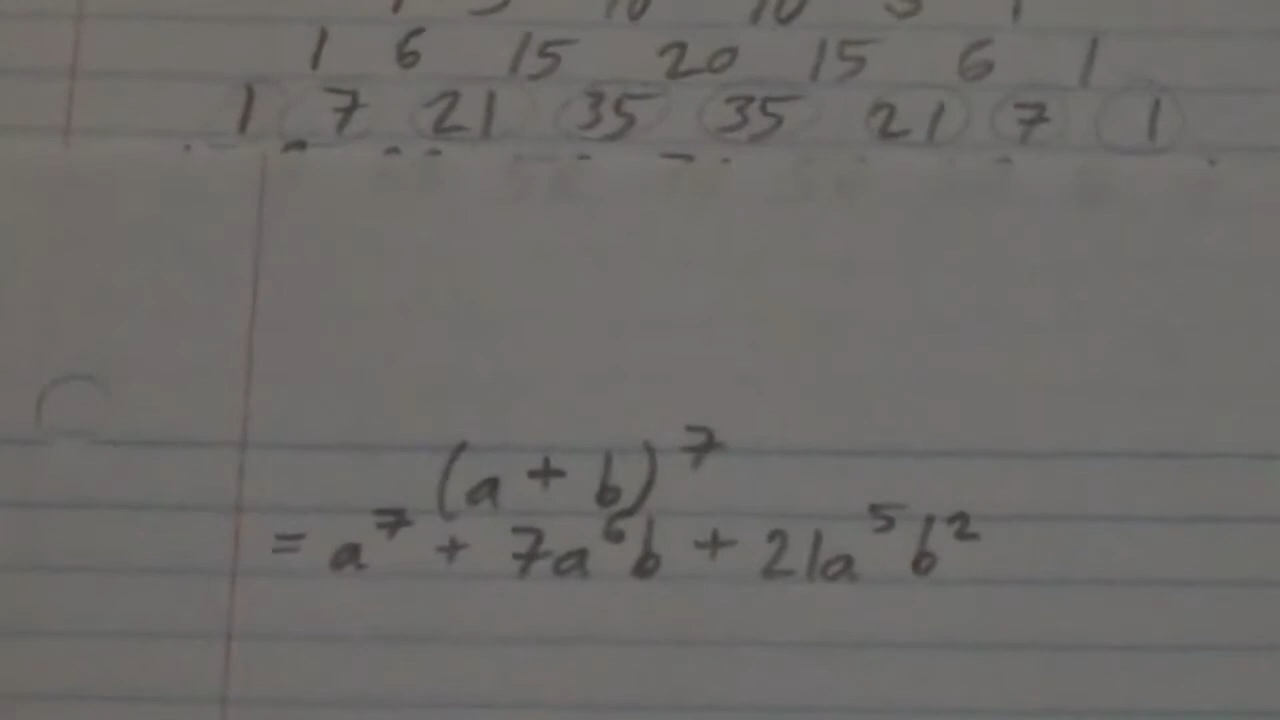 1 6 15 20 15 6 1
1 7 21 35 35 21 7 1
(a + b)⁷
= a⁷ + 7a⁶b + 21a⁵b²